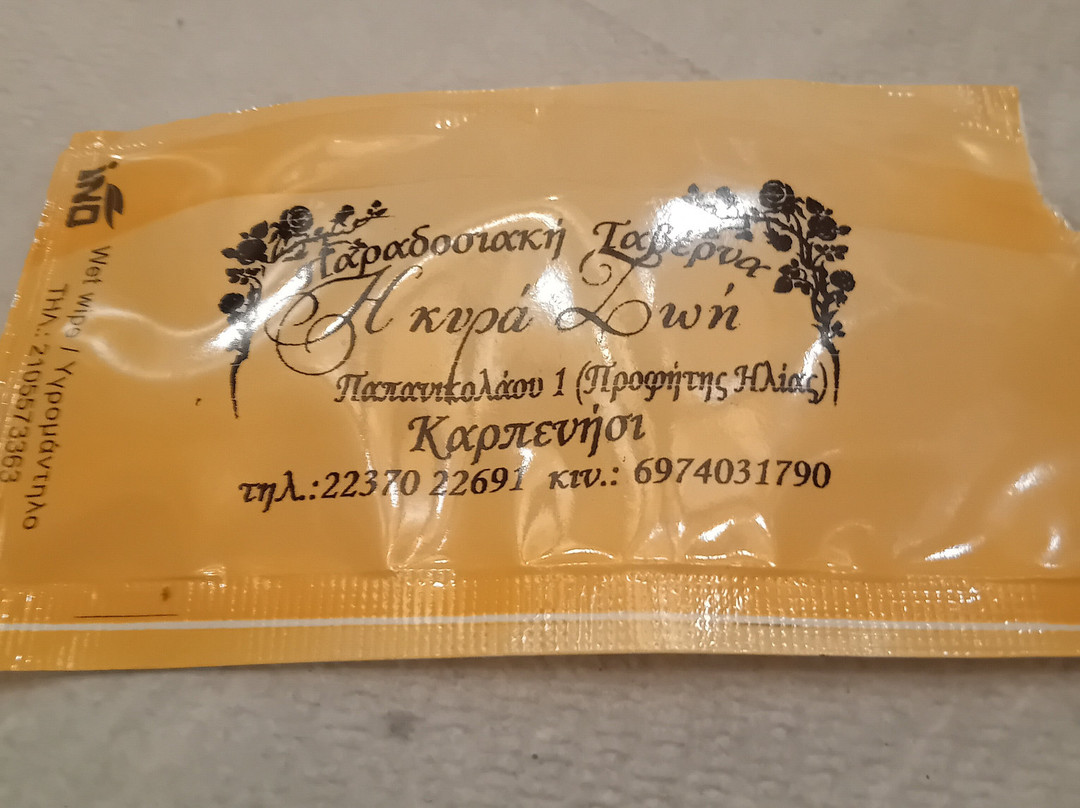 Παραδοσιακή Ταβέρνα
Η κυρά Ζωή
Παπανικολάου 1 (Προφήτης Ηλίας)
Καρπενήσι
τηλ.:22370 22691 κιν.: 6974031790
INO
Wet wipe / Υγρομάντηλο
ΤΗΛ.: 2105573363